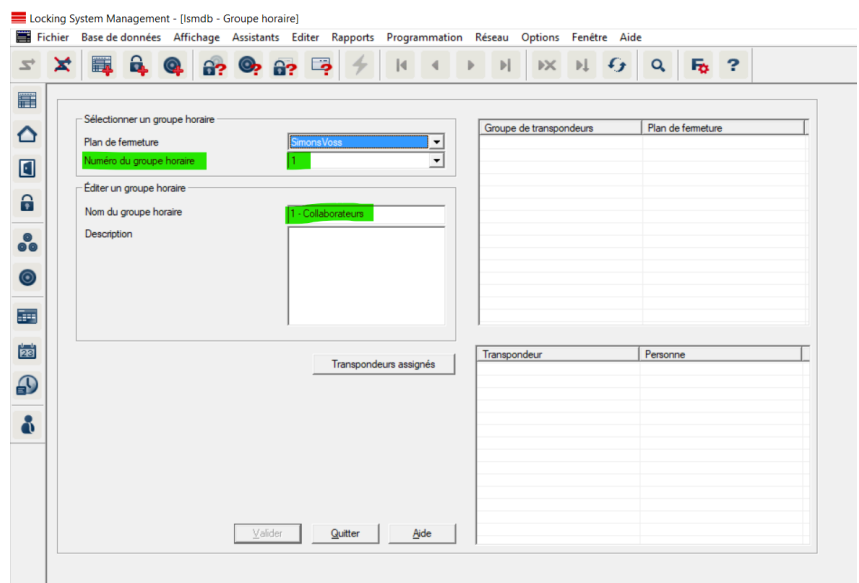 Locking System Management - [lsmdb - Groupe horaire]
Fichier Base de données Affichage Assistants Editer Rapports Programmation Réseau Options Fenêtre Aide
Sélectionner un groupe horaire
Plan de fermeture SimonsVoss
Numéro du groupe horaire 1
Éditer un groupe horaire
Nom du groupe horaire 1 - Collaborateurs
Description
Transpondeurs assignés
Groupe de transpondeurs Plan de fermeture
Transpondeur Personne
Valider Quitter Aide
23